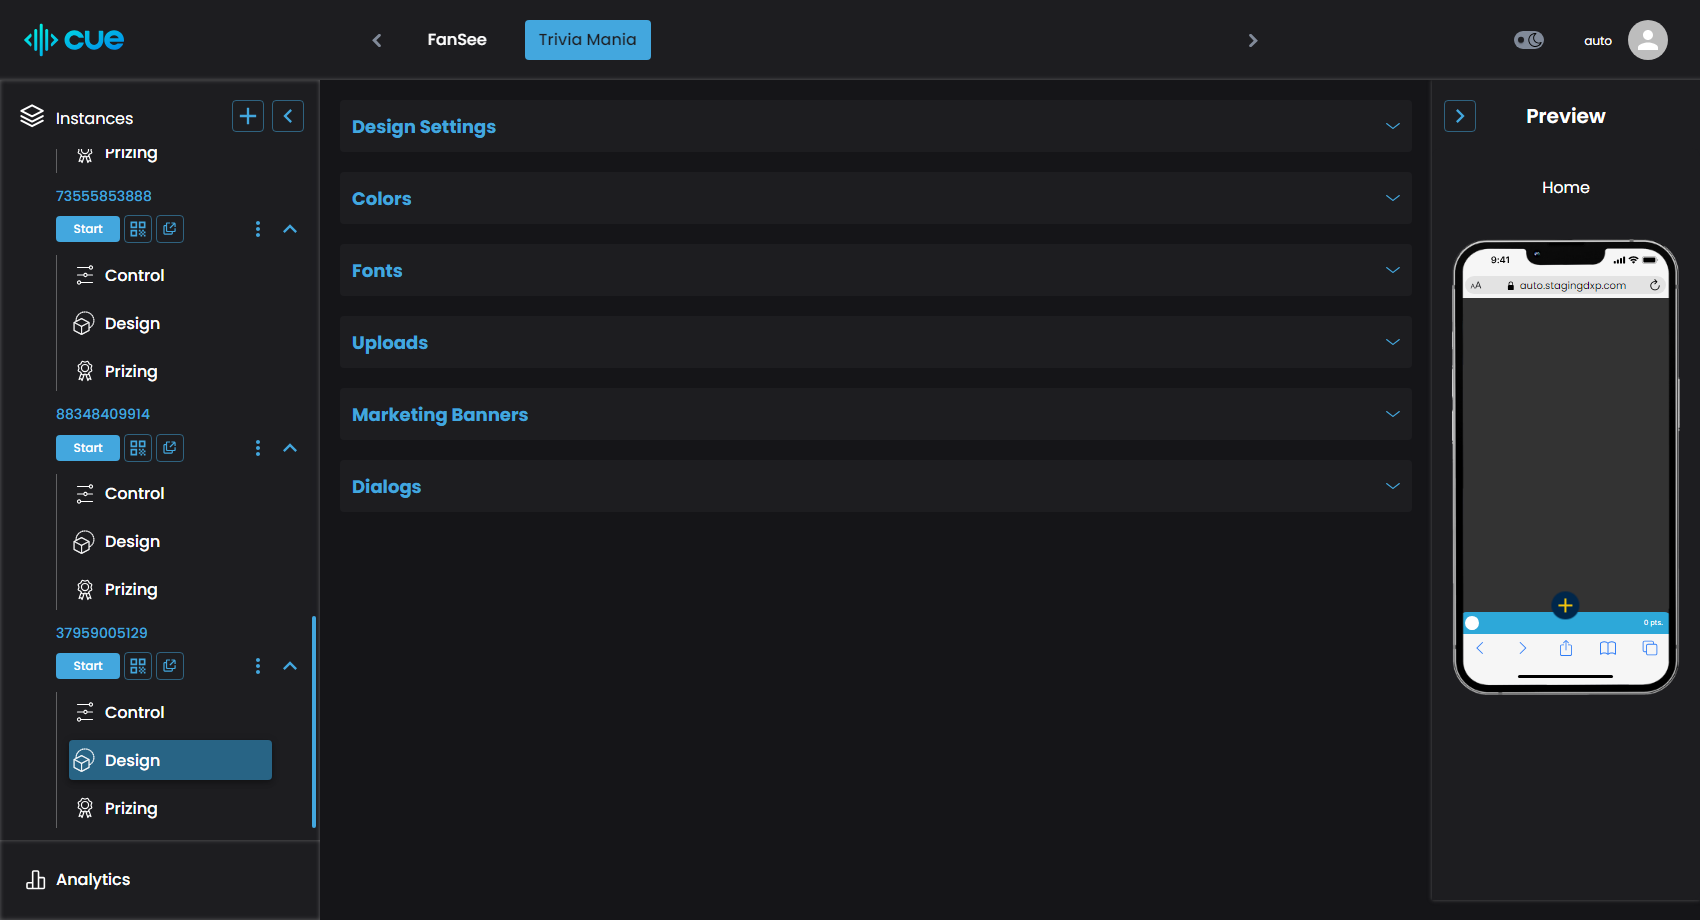 cue
FanSee
Trivia Mania
auto
Instances
Prizing
73555853888
Start
Control
Design
Prizing
88348409914
Start
Control
Design
Prizing
37959005129
Start
Control
Design
Prizing
Analytics
Design Settings
Colors
Fonts
Uploads
Marketing Banners
Dialogs
Preview
Home
9:41
AA
auto.stagingdxp.com
0 pts.